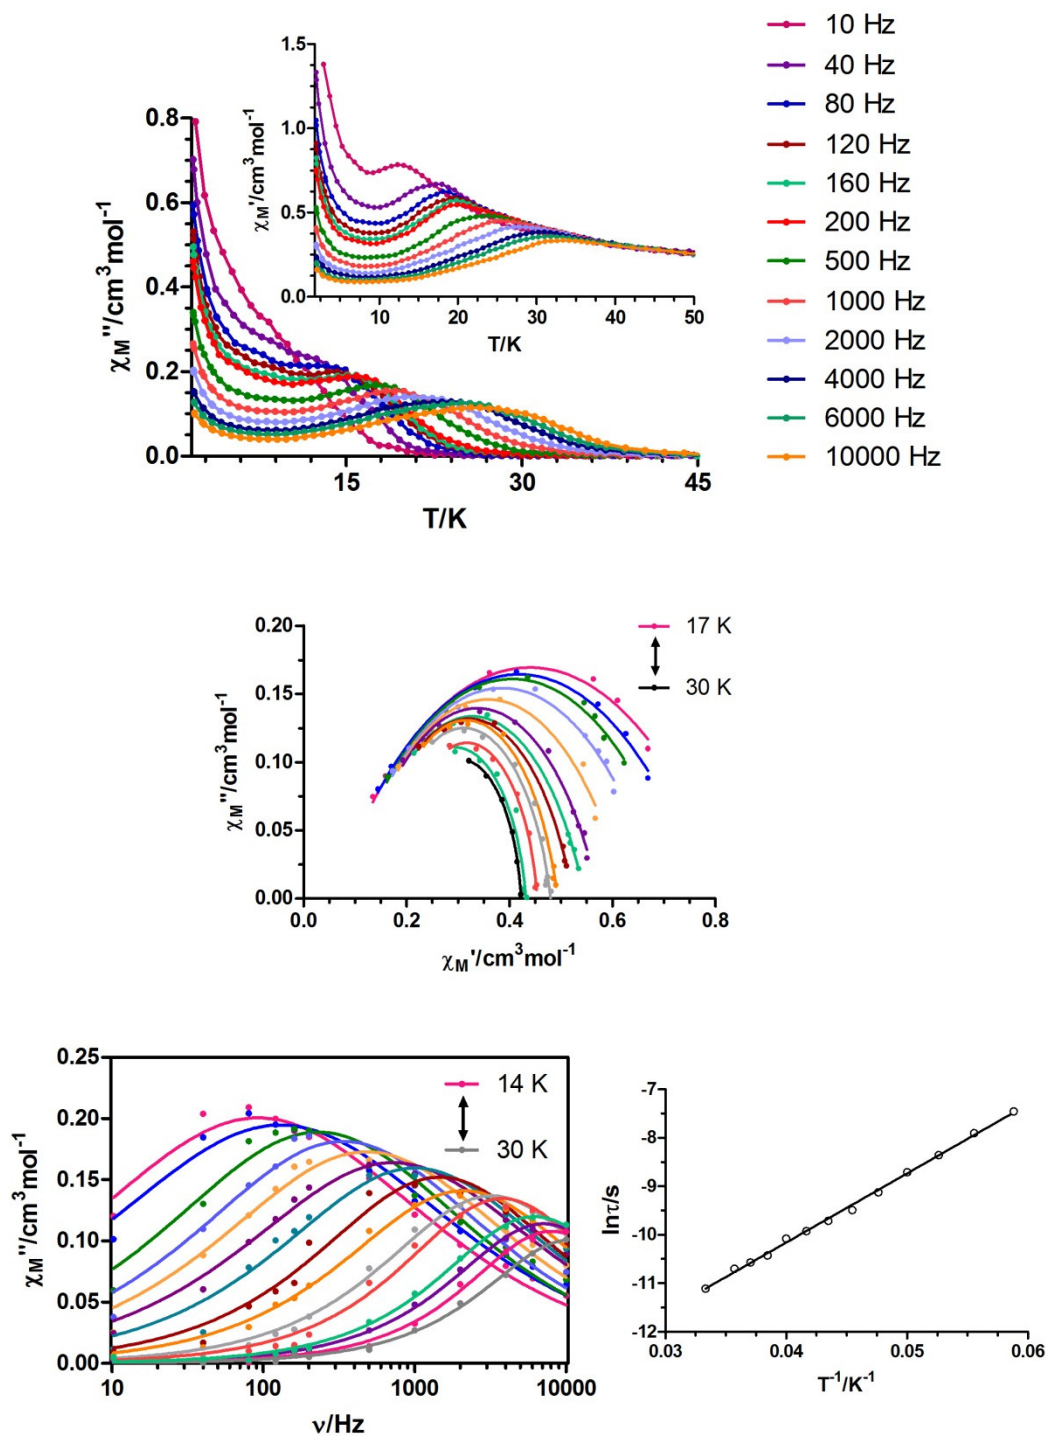 10 Hz
40 Hz
80 Hz
120 Hz
160 Hz
200 Hz
500 Hz
1000 Hz
2000 Hz
4000 Hz
6000 Hz
10000 Hz
1.5
1.0
0.5
0.0
χM'/cm³mol⁻¹
10 20 30 40 50
T/K
0.8
0.6
0.4
0.2
0.0
χM''/cm³mol⁻¹
15 30 45
T/K
0.20
0.15
0.10
0.05
0.00
χM''/cm³mol⁻¹
17 K
30 K
0.0 0.2 0.4 0.6 0.8
χM'/cm³mol⁻¹
0.25
0.20
0.15
0.10
0.05
0.00
χM''/cm³mol⁻¹
14 K
30 K
10 100 1000 10000
ν/Hz
-7
-8
-9
-10
-11
-12
lnτ/s
0.03 0.04 0.05 0.06
T⁻¹/K⁻¹